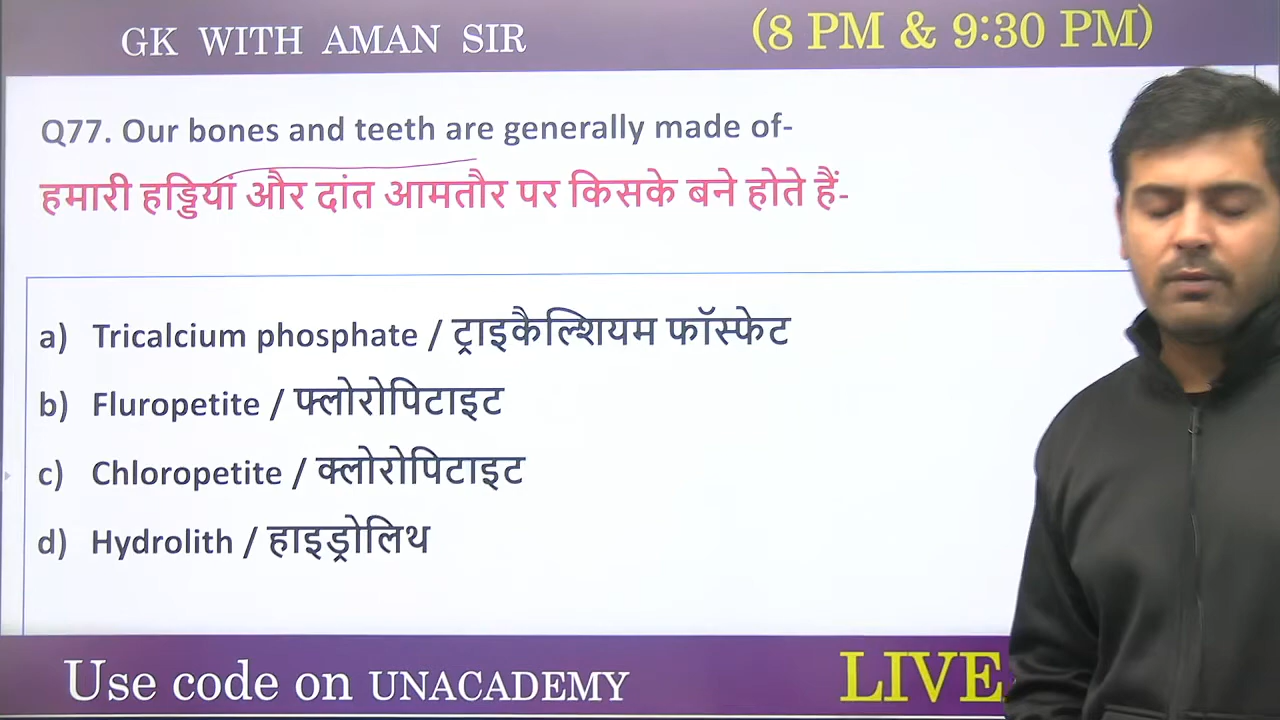 GK WITH AMAN SIR (8 PM & 9:30 PM)
Q77. Our bones and teeth are generally made of-
हमारी हड्डियां और दांत आमतौर पर किसके बने होते हैं-
a) Tricalcium phosphate / ट्राइकैल्शियम फॉस्फेट
b) Fluropetite / फ्लोरोपिटाइट
c) Chloropetite / क्लोरोपिटाइट
d) Hydrolith / हाइड्रोलिथ
Use code on UNACADEMY LIVE